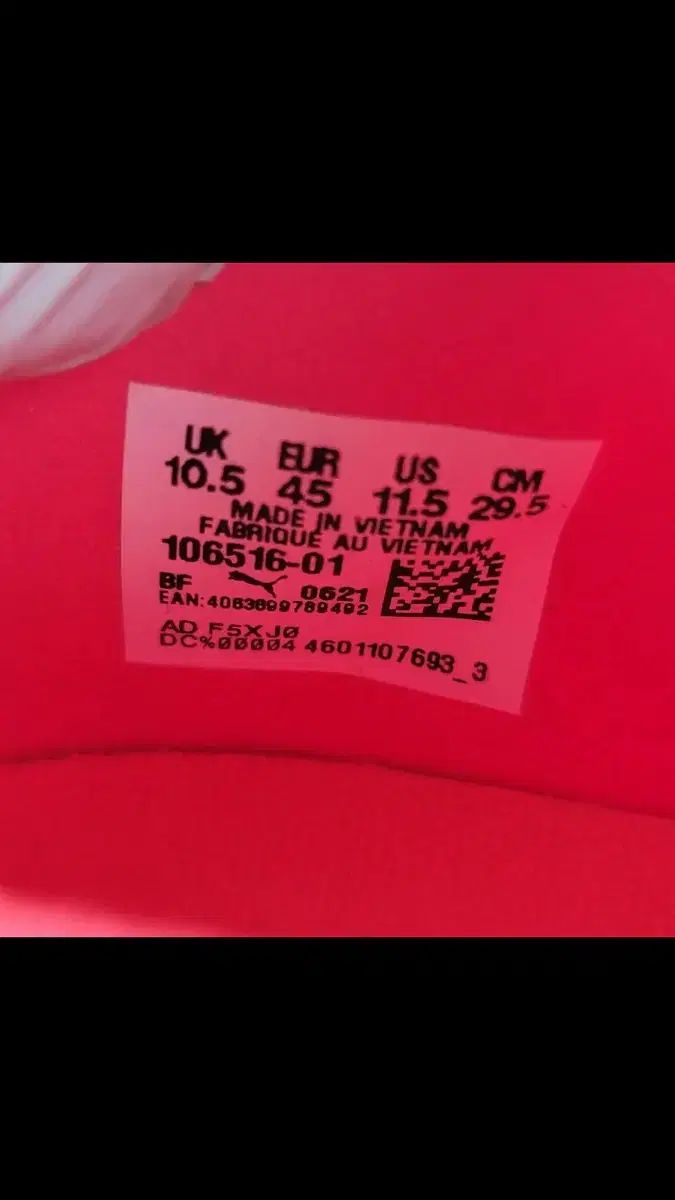 UK EUR US CM
10.5 45 11.5 29.5
MADE IN VIETNAM
FABRIQUE AU VIETNAM
106516-01
BF 0621
EAN:4063699789492
AD F5XJ0
DC%00004 4601107693_3